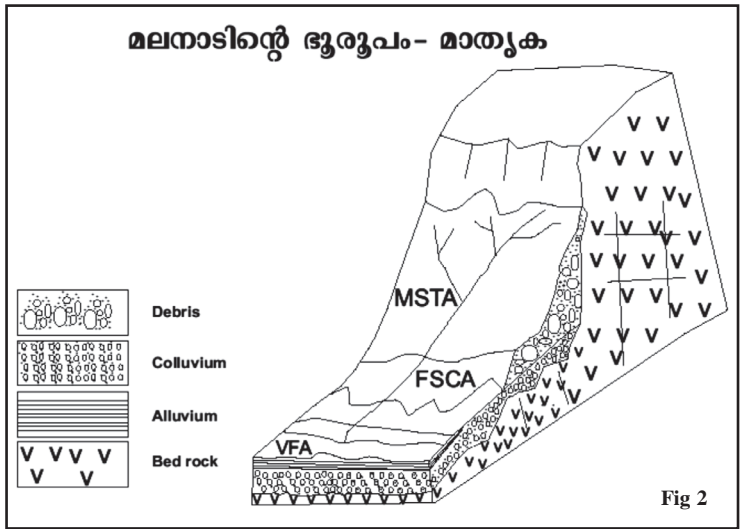 മലനാടിന്റെ ഭൂരൂപം- മാതൃക
MSTA
FSCA
VFA
Debris
Colluvium
Alluvium
Bed rock
Fig 2